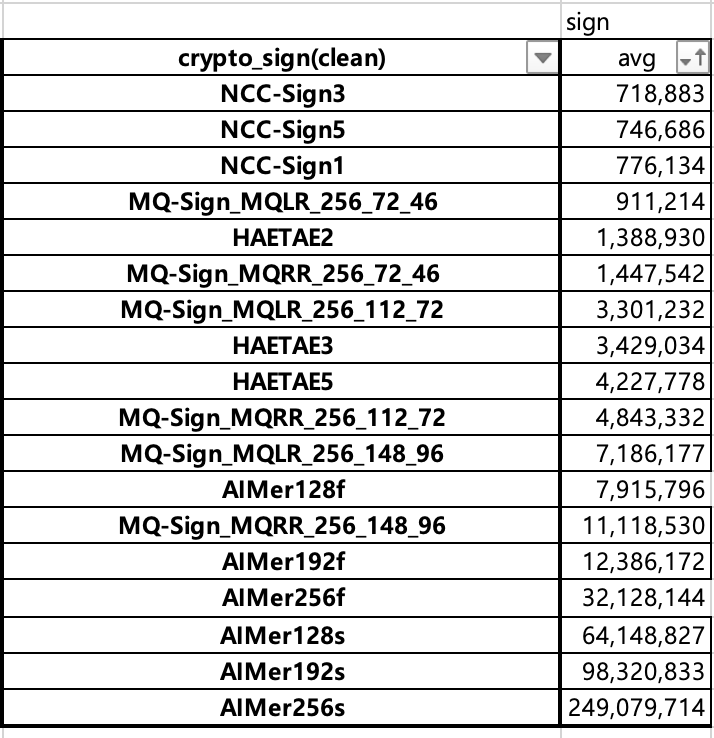 sign
crypto_sign(clean) avg
NCC-Sign3 718,883
NCC-Sign5 746,686
NCC-Sign1 776,134
MQ-Sign_MQLR_256_72_46 911,214
HAETAE2 1,388,930
MQ-Sign_MQRR_256_72_46 1,447,542
MQ-Sign_MQLR_256_112_72 3,301,232
HAETAE3 3,429,034
HAETAE5 4,227,778
MQ-Sign_MQRR_256_112_72 4,843,332
MQ-Sign_MQLR_256_148_96 7,186,177
AIMer128f 7,915,796
MQ-Sign_MQRR_256_148_96 11,118,530
AIMer192f 12,386,172
AIMer256f 32,128,144
AIMer128s 64,148,827
AIMer192s 98,320,833
AIMer256s 249,079,714